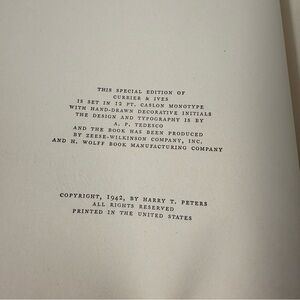 THIS SPECIAL EDITION OF
CURRIER & IVES
IS SET IN 12 PT. CASLON MONOTYPE
WITH HAND-DRAWN DECORATIVE INITIALS
THE DESIGN AND TYPOGRAPHY IS BY
A. P. TEDESCO
AND THE BOOK HAS BEEN PRODUCED
BY ZEESE-WILKINSON COMPANY, INC.
AND H. WOLFF BOOK MANUFACTURING COMPANY
COPYRIGHT, 1942, BY HARRY T. PETERS
ALL RIGHTS RESERVED
PRINTED IN THE UNITED STATES